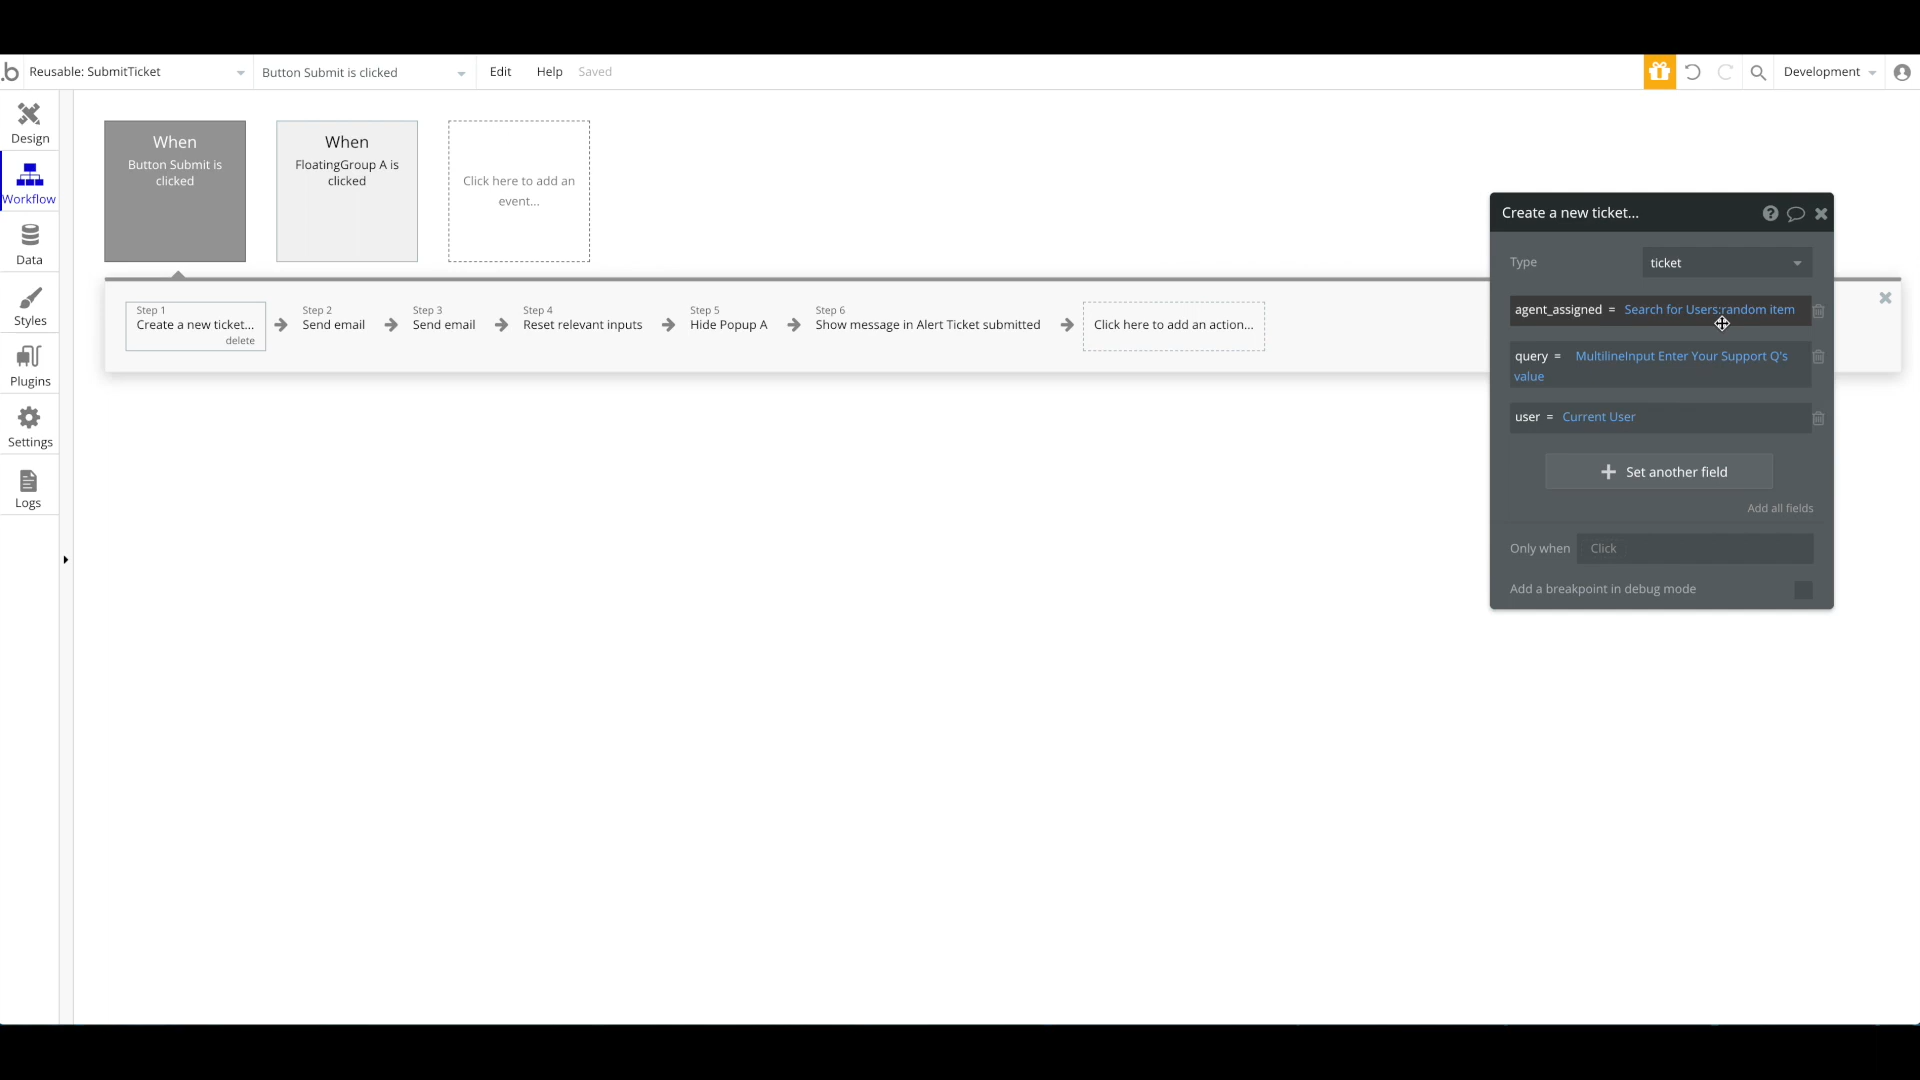 .b Reusable: SubmitTicket Button Submit is clicked Edit Help Saved Development
Design
Workflow
Data
Styles
Plugins
Settings
Logs
When
Button Submit is
clicked
When
FloatingGroup A is
clicked
Click here to add an
event...
Step 1
Create a new ticket...
delete
Step 2
Send email
Step 3
Send email
Step 4
Reset relevant inputs
Step 5
Hide Popup A
Step 6
Show message in Alert Ticket submitted
Click here to add an action...
Create a new ticket...
Type ticket
agent_assigned = Search for Users:random item
query = MultilineInput Enter Your Support Q's
value
user = Current User
Set another field
Add all fields
Only when Click
Add a breakpoint in debug mode